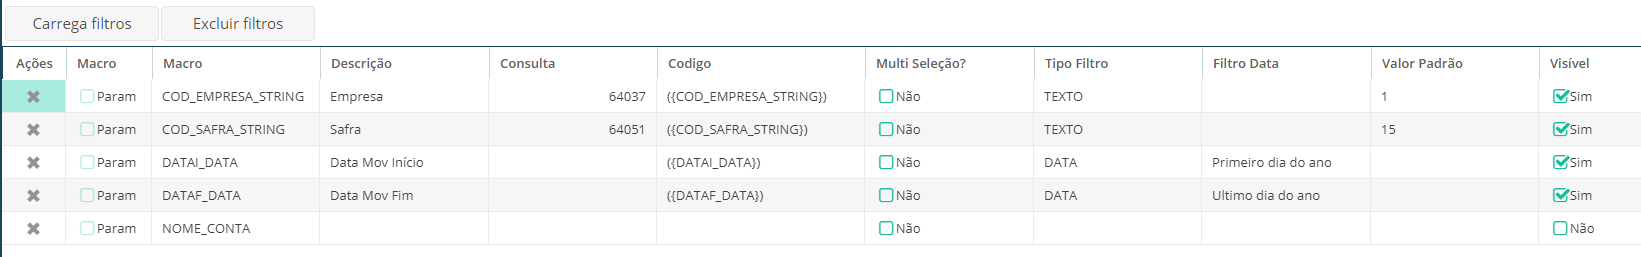 Carrega filtros Excluir filtros
Ações Macro Macro Descrição Consulta Codigo Multi Seleção? Tipo Filtro Filtro Data Valor Padrão Visível
Param COD_EMPRESA_STRING Empresa 64037 ({COD_EMPRESA_STRING}) Não TEXTO 1 Sim
Param COD_SAFRA_STRING Safra 64051 ({COD_SAFRA_STRING}) Não TEXTO 15 Sim
Param DATAI_DATA Data Mov Início ({DATAI_DATA}) Não DATA Primeiro dia do ano Sim
Param DATAF_DATA Data Mov Fim ({DATAF_DATA}) Não DATA Ultimo dia do ano Sim
Param NOME_CONTA Não Não